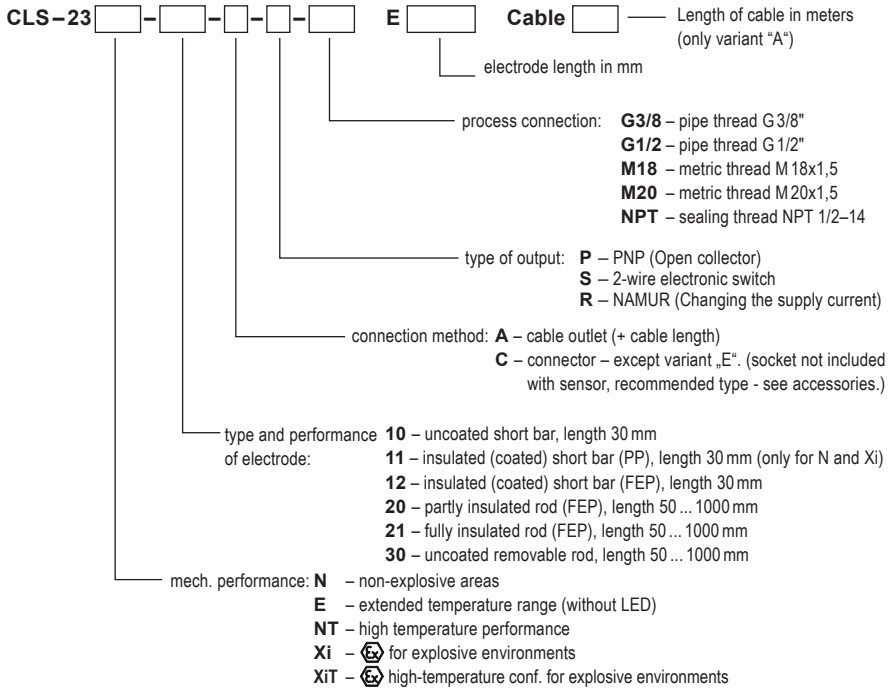 CLS–23 – – – – E Cable Length of cable in meters
(only variant “A“)
electrode length in mm
process connection: G3/8 – pipe thread G 3/8"
G1/2 – pipe thread G 1/2"
M18 – metric thread M 18x1,5
M20 – metric thread M 20x1,5
NPT – sealing thread NPT 1/2–14
type of output: P – PNP (Open collector)
S – 2-wire electronic switch
R – NAMUR (Changing the supply current)
connection method: A – cable outlet (+ cable length)
C – connector – except variant „E“. (socket not included
with sensor, recommended type - see accessories.)
type and performance 10 – uncoated short bar, length 30 mm
of electrode: 11 – insulated (coated) short bar (PP), length 30 mm (only for N and Xi)
12 – insulated (coated) short bar (FEP), length 30 mm
20 – partly insulated rod (FEP), length 50 ... 1000 mm
21 – fully insulated rod (FEP), length 50 ... 1000 mm
30 – uncoated removable rod, length 50 ... 1000 mm
mech. performance: N – non-explosive areas
E – extended temperature range (without LED)
NT – high temperature performance
Xi – Ex for explosive environments
XiT – Ex high-temperature conf. for explosive environments